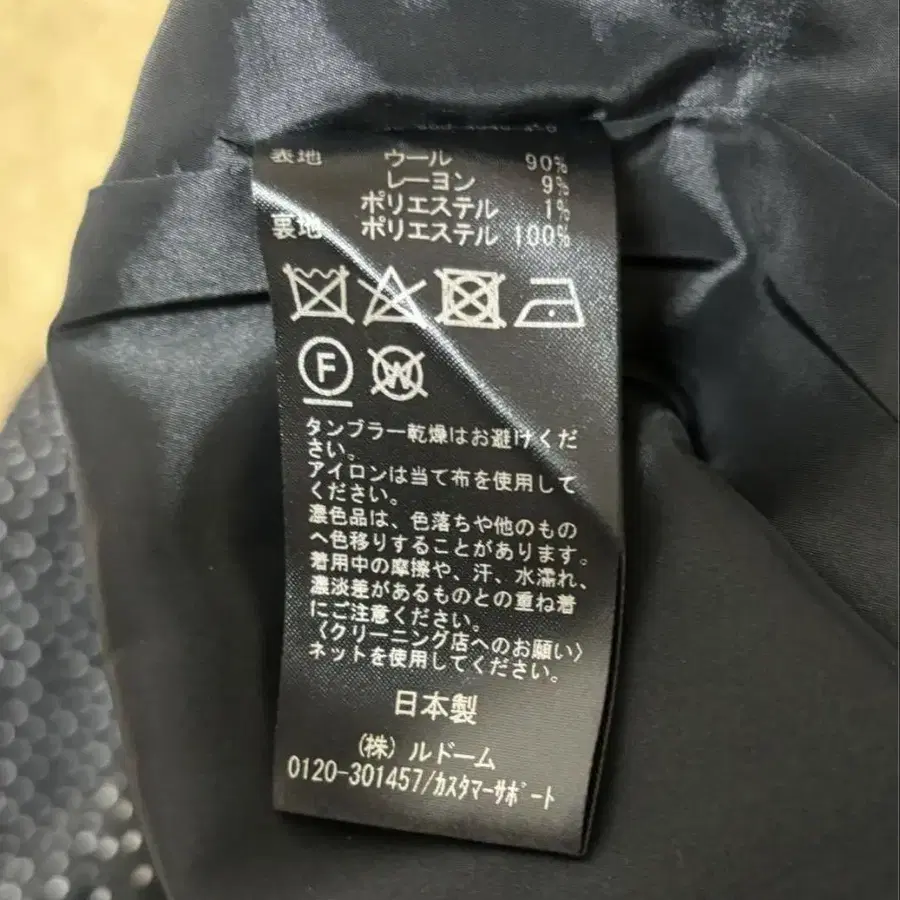 表地 ウール 90%
レーヨン 9%
ポリエステル 1%
裏地 ポリエステル 100%
F
W
タンブラー乾燥はお避けくだ
さい。
アイロンは当て布を使用して
ください。
濃色品は、色落ちや他のもの
へ色移りすることがあります。
着用中の摩擦や、汗、水濡れ、
濃淡差があるものとの重ね着
にご注意ください。
〈クリーニング店へのお願い〉
ネットを使用してください。
日本製
(株) ルドーム
0120-301457/ｶｽﾀﾏｰｻﾎﾟｰﾄ